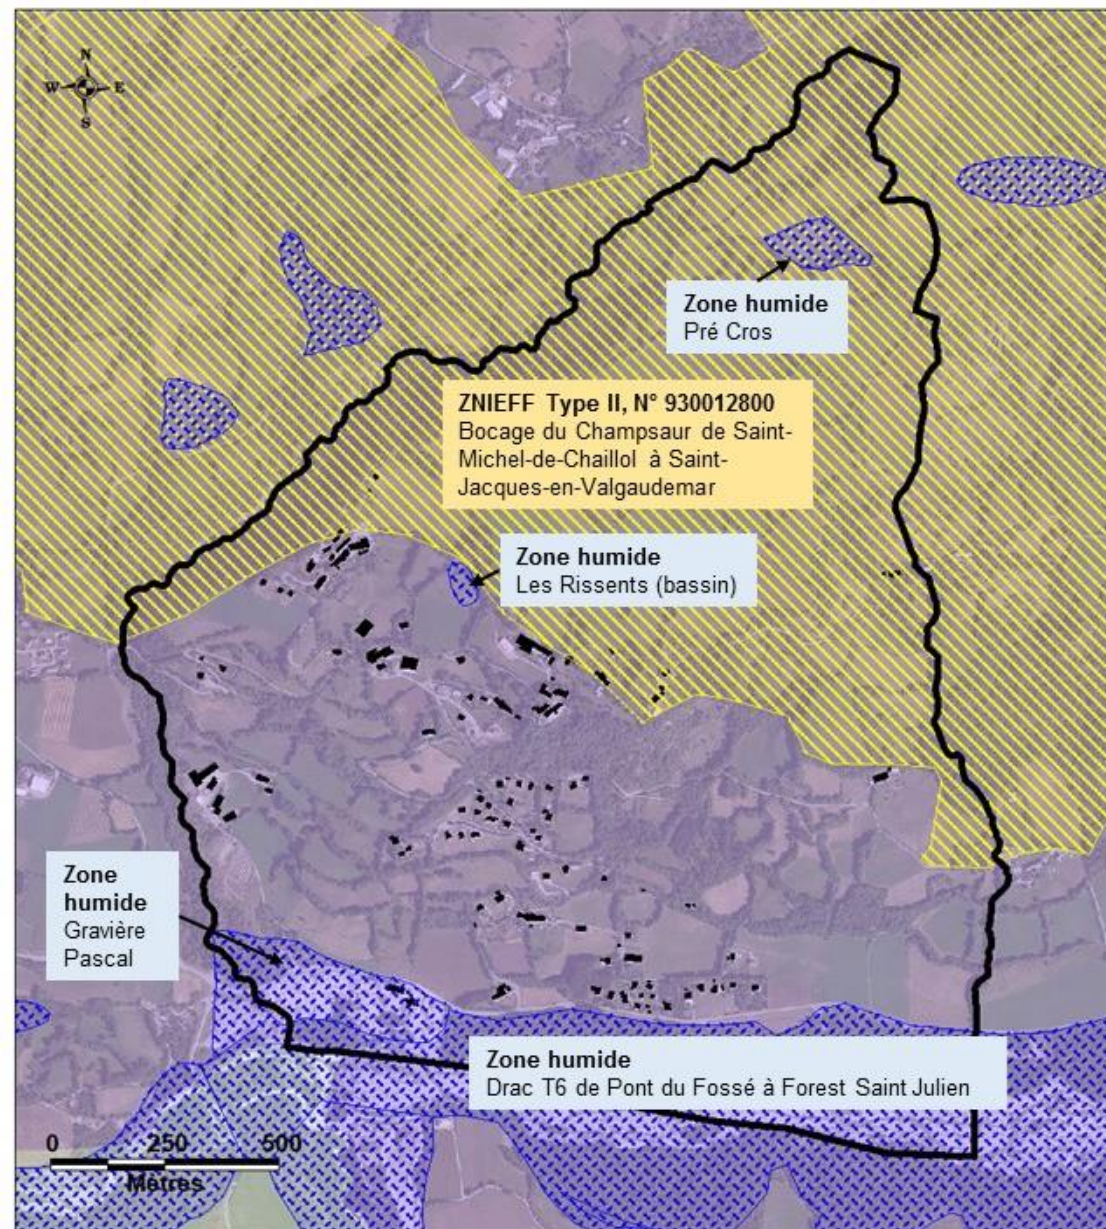 N
W E
S
Zone humide
Pré Cros
ZNIEFF Type II, N° 930012800
Bocage du Champsaur de Saint-
Michel-de-Chaillol à Saint-
Jacques-en-Valgaudemar
Zone humide
Les Rissents (bassin)
Zone
humide
Gravière
Pascal
Zone humide
Drac T6 de Pont du Fossé à Forest Saint Julien
0 250 500
Mètres